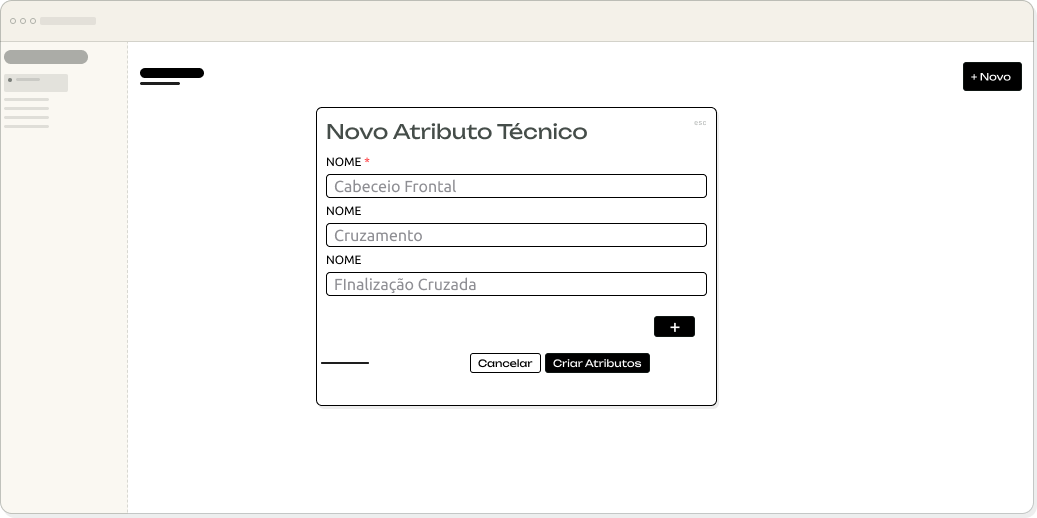 + Novo
Novo Atributo Técnico
esc
NOME *
Cabeceio Frontal
NOME
Cruzamento
NOME
FInalização Cruzada
+
Cancelar
Criar Atributos